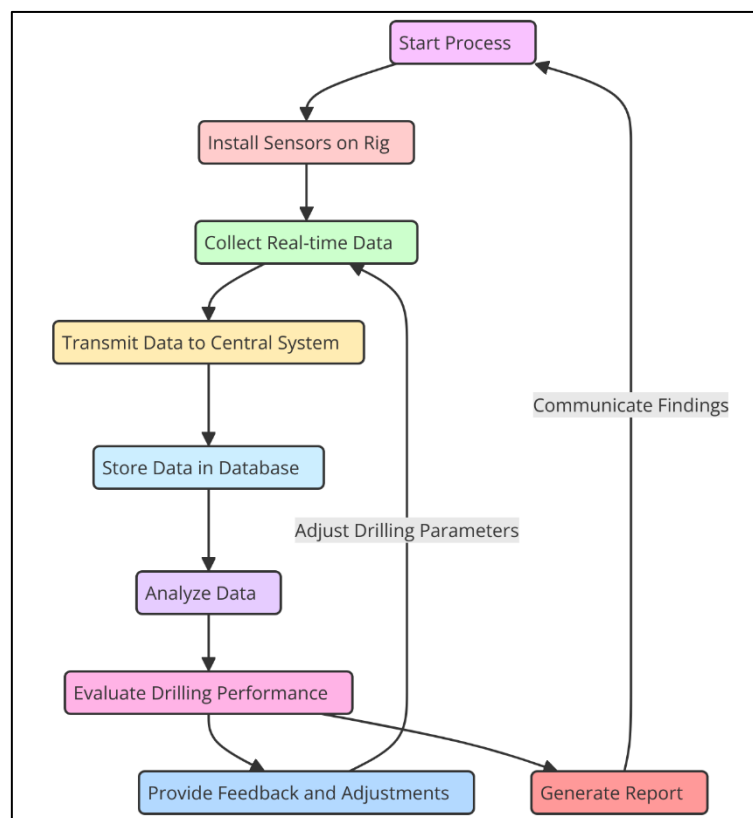 Start Process
Install Sensors on Rig
Collect Real-time Data
Transmit Data to Central System
Communicate Findings
Store Data in Database
Adjust Drilling Parameters
Analyze Data
Evaluate Drilling Performance
Provide Feedback and Adjustments
Generate Report